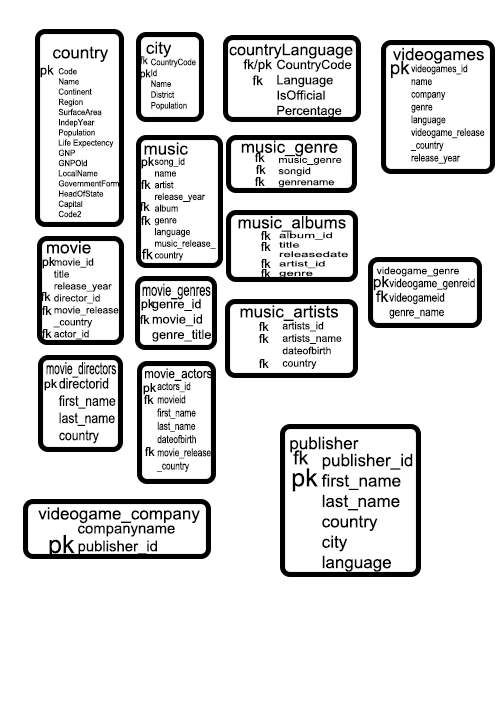 country
pk Code
Name
Continent
Region
SurfaceArea
IndepYear
Population
Life Expectency
GNP
GNPOld
LocalName
GovernmentForm
HeadOfState
Capital
Code2
city
fk CountryCode
pk Id
Name
District
Population
countryLanguage
fk/pk CountryCode
fk Language
IsOfficial
Percentage
videogames
pk videogames_id
name
company
genre
language
videogame_release
_country
release_year
music
pk song_id
name
fk artist
release_year
fk album
fk genre
language
music_release_
fk country
music_genre
fk music_genre
fk songid
fk genrename
music_albums
fk album_id
fk title
releasedate
fk artist_id
fk genre
movie
pk movie_id
title
release_year
fk director_id
fk movie_release
_country
fk actor_id
movie_genres
pk genre_id
fk movie_id
genre_title
music_artists
fk artists_id
fk artists_name
dateofbirth
fk country
videogame_genre
pk videogame_genreid
fk videogameid
genre_name
movie_directors
pk directorid
first_name
last_name
country
movie_actors
pk actors_id
fk movieid
first_name
last_name
dateofbirth
fk movie_release
_country
publisher
fk publisher_id
pk first_name
last_name
country
city
language
videogame_company
companyname
pk publisher_id